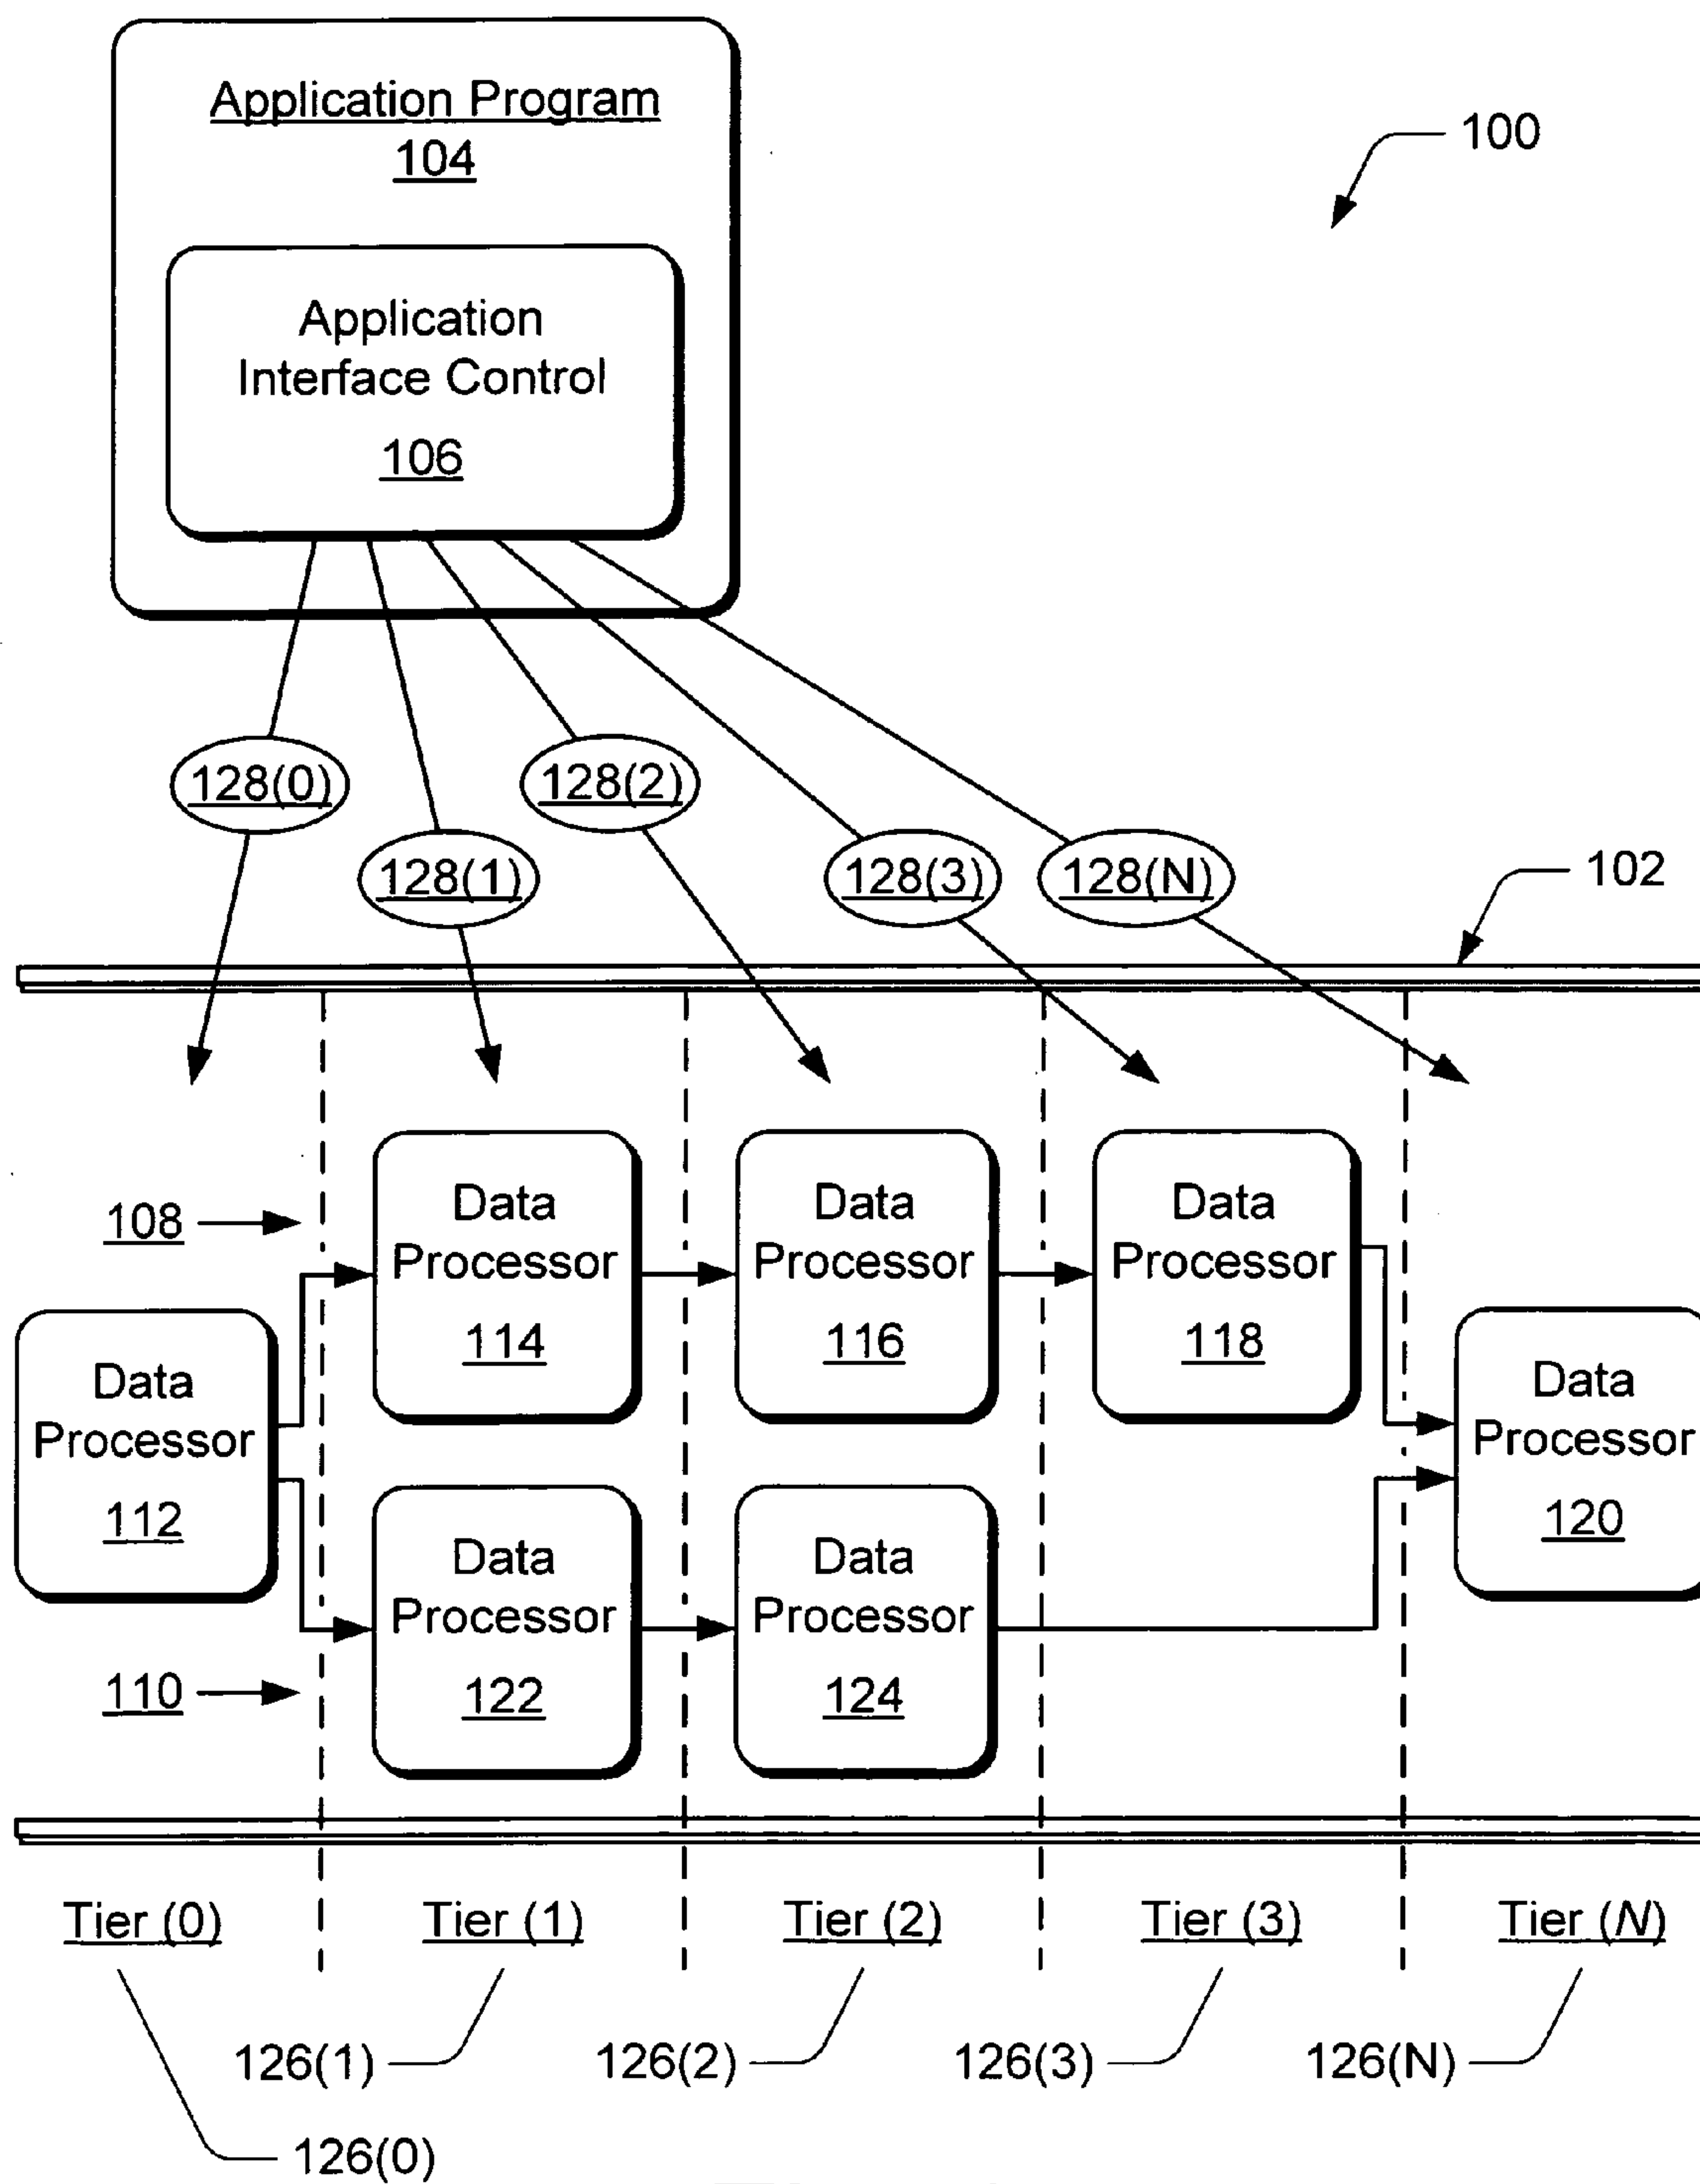 Application Program
104
100
Application
Interface Control
106
128(0)
128(2)
128(1)
128(3)
128(N)
102
108
Data
Processor
114
Data
Processor
116
Data
Processor
118
Data
Processor
112
Data
Processor
120
110
Data
Processor
122
Data
Processor
124
Tier (0)
Tier (1)
Tier (2)
Tier (3)
Tier (N)
126(1)
126(2)
126(3)
126(N)
126(0)